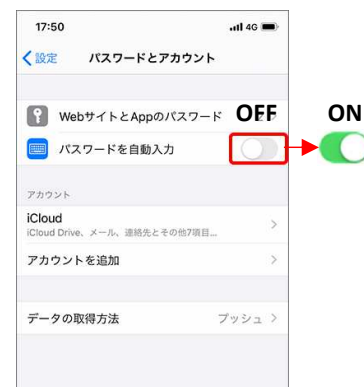 17:50 4G
設定 パスワードとアカウント
WebサイトとAppのパスワード OFF ON
パスワードを自動入力
アカウント
iCloud
iCloud Drive、メール、連絡先とその他7項目...
アカウントを追加
データの取得方法 プッシュ